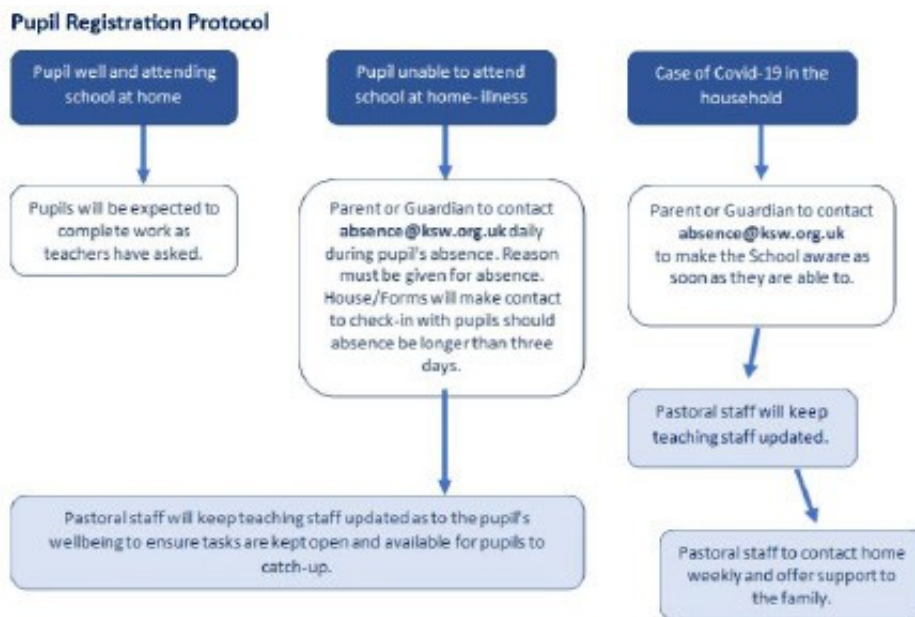 Pupil Registration Protocol
Pupil well and attending
school at home
Pupils will be expected to
complete work as
teachers have asked.
Pupil unable to attend
school at home- illness
Parent or Guardian to contact
absence@ksw.org.uk daily
during pupil's absence. Reason
must be given for absence.
House/Forms will make contact
to check-in with pupils should
absence be longer than three
days.
Pastoral staff will keep teaching staff updated as to the pupil's
wellbeing to ensure tasks are kept open and available for pupils to
catch-up.
Case of Covid-19 in the
household
Parent or Guardian to contact
absence@ksw.org.uk
to make the School aware as
soon as they are able to.
Pastoral staff will keep
teaching staff updated.
Pastoral staff to contact home
weekly and offer support to
the family.